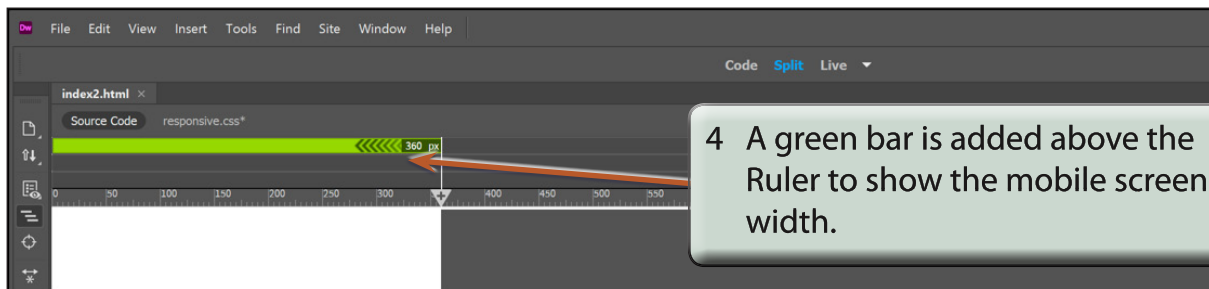 Dw File Edit View Insert Tools Find Site Window Help
Code Split Live
index2.html ×
Source Code responsive.css*
360 px
0 50 100 150 200 250 300 400 450 500 550
4 A green bar is added above the
Ruler to show the mobile screen
width.